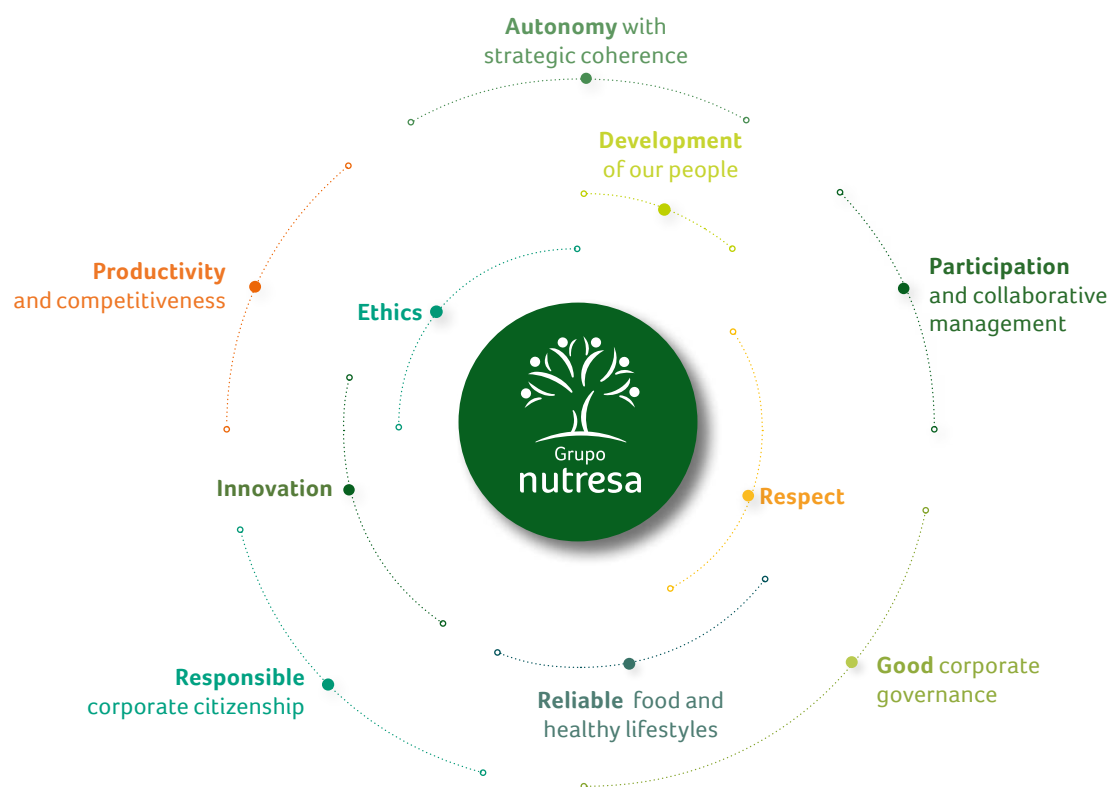 Autonomy with
strategic coherence
Development
of our people
Productivity
and competitiveness
Participation
and collaborative
management
Ethics
Grupo
nutresa
Innovation
Respect
Responsible
corporate citizenship
Reliable food and
healthy lifestyles
Good corporate
governance